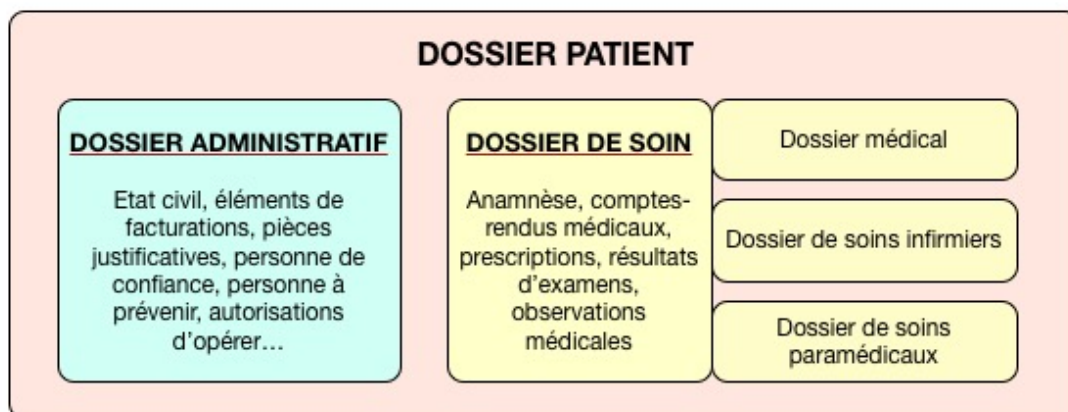 DOSSIER PATIENT
DOSSIER ADMINISTRATIF
Etat civil, éléments de
facturations, pièces
justificatives, personne de
confiance, personne à
prévenir, autorisations
d'opérer…
DOSSIER DE SOIN
Anamnèse, comptes-
rendus médicaux,
prescriptions, résultats
d'examens,
observations
médicales
Dossier médical
Dossier de soins infirmiers
Dossier de soins
paramédicaux